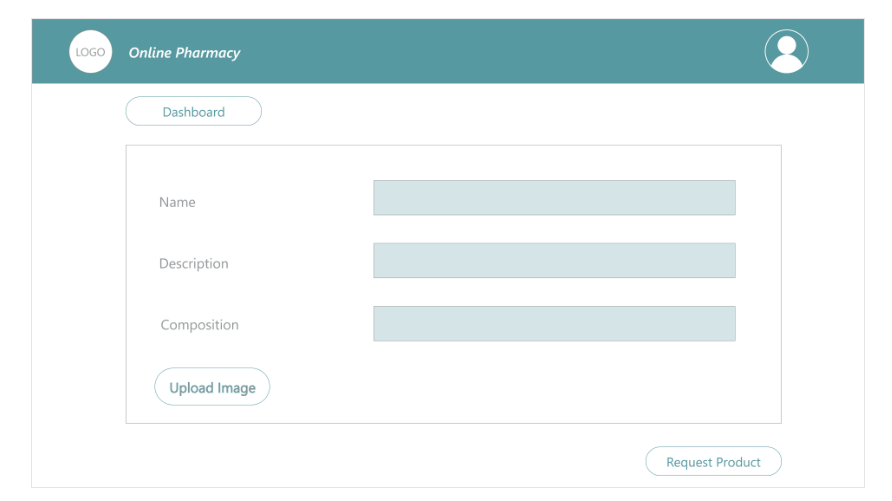 LOGO
Online Pharmacy
Dashboard
Name
Description
Composition
Upload Image
Request Product